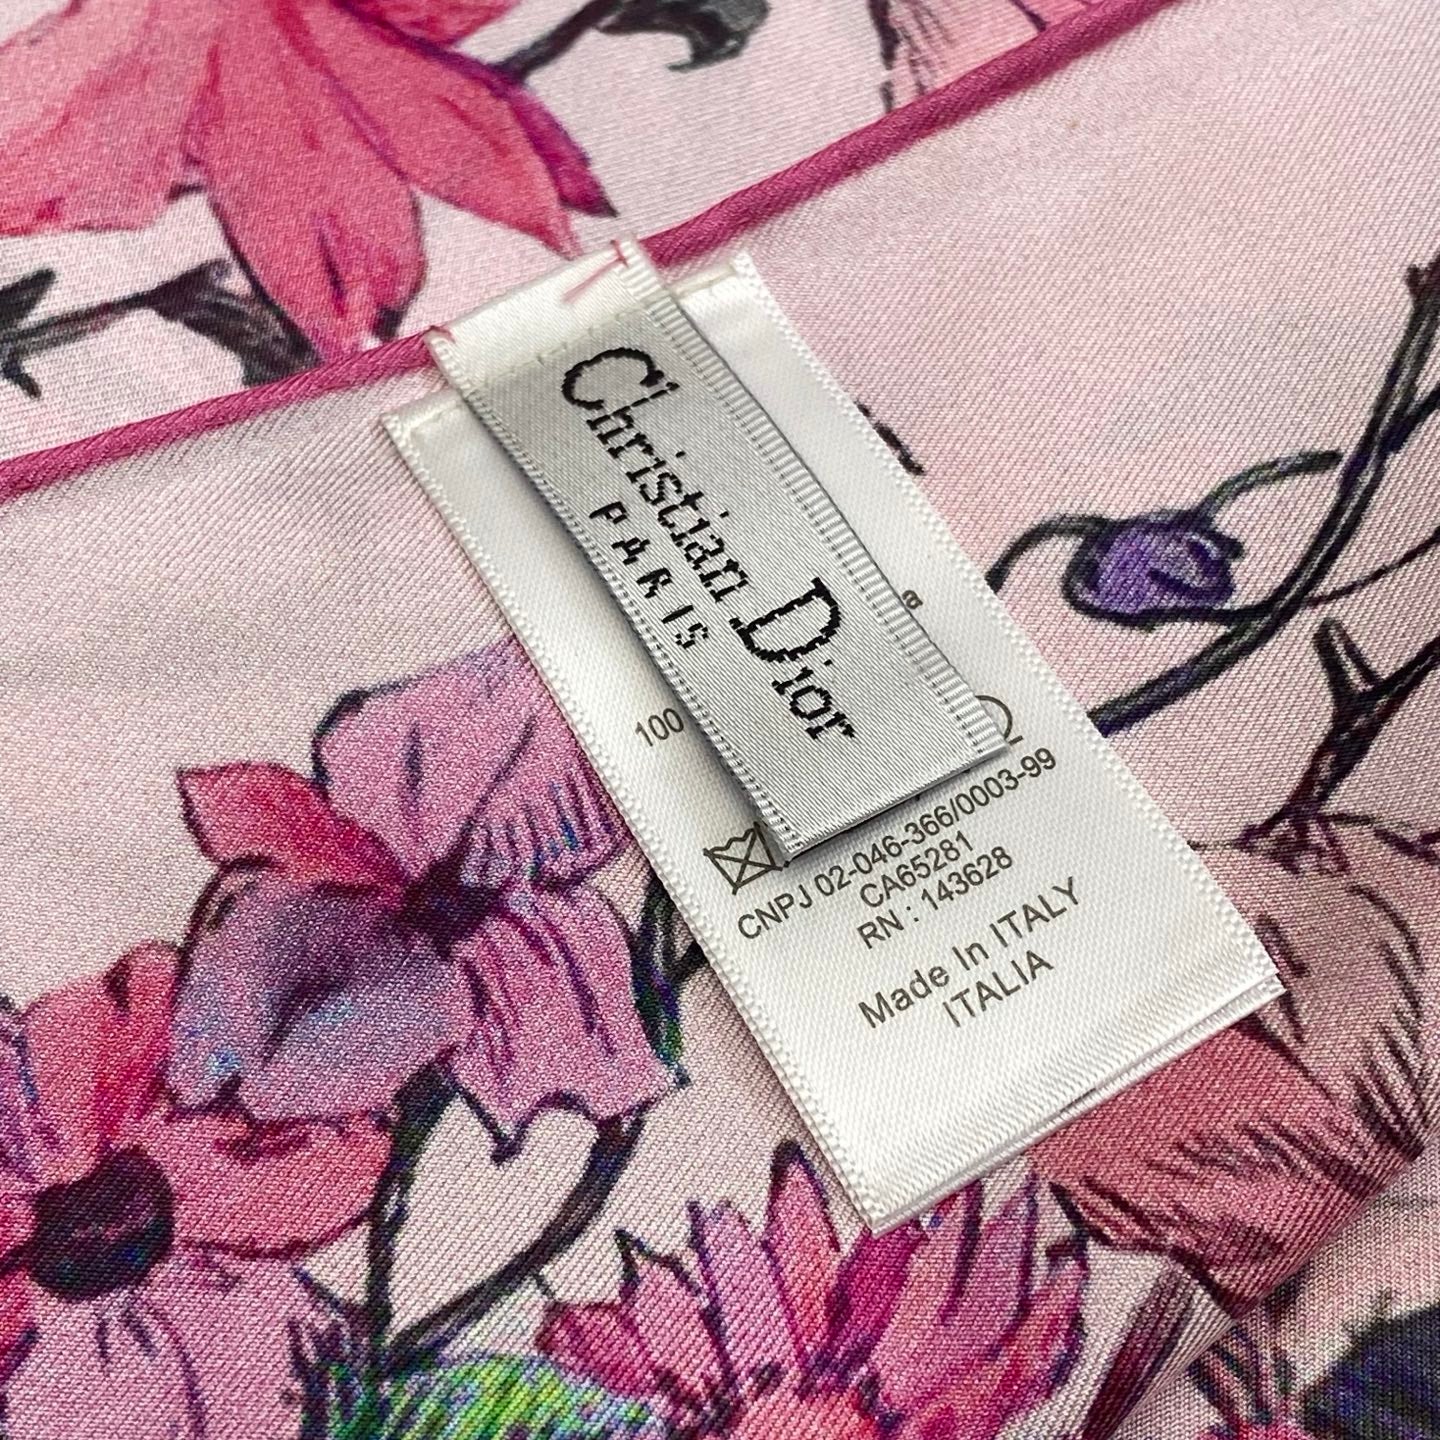 Christian Dior
PARIS
a
100
CNPJ 02-046-366/0003-99
CA65281
RN : 143628
Made In ITALY
ITALIA